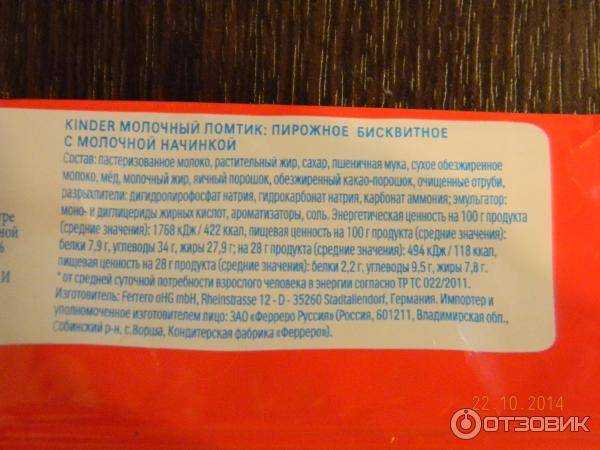 KINDER МОЛОЧНЫЙ ЛОМТИК: ПИРОЖНОЕ БИСКВИТНОЕ
С МОЛОЧНОЙ НАЧИНКОЙ
Состав: пастеризованное молоко, растительный жир, сахар, пшеничная мука, сухое обезжиренное
молоко, мёд, молочный жир, яичный порошок, обезжиренный какао-порошок, очищенные отруби,
разрыхлители: дигидропирофосфат натрия, гидрокарбонат натрия, карбонат аммония; эмульгатор:
моно- и диглицериды жирных кислот, ароматизаторы, соль. Энергетическая ценность на 100 г продукта
(средние значения): 1768 кДж / 422 ккал, пищевая ценность на 100 г продукта (средние значения):
белки 7,9 г, углеводы 34 г, жиры 27,9 г; на 28 г продукта (средние значения): 494 кДж / 118 ккал,
пищевая ценность на 28 г продукта (средние значения): белки 2,2 г, углеводы 9,5 г, жиры 7,8 г.
* от средней суточной потребности взрослого человека в энергии согласно ТР ТС 022/2011.
Изготовитель: Ferrero oHG mbH, Rheinstrasse 12 - D - 35260 Stadtallendorf, Германия. Импортер и
уполномоченное изготовителем лицо: ЗАО «Ферреро Руссия» (Россия, 601211, Владимирская обл.,
Собинский р-н, с.Ворша, Кондитерская фабрика «Ферреро»).
тре
ной
%
И
22.10.2014
ОТЗОВИК